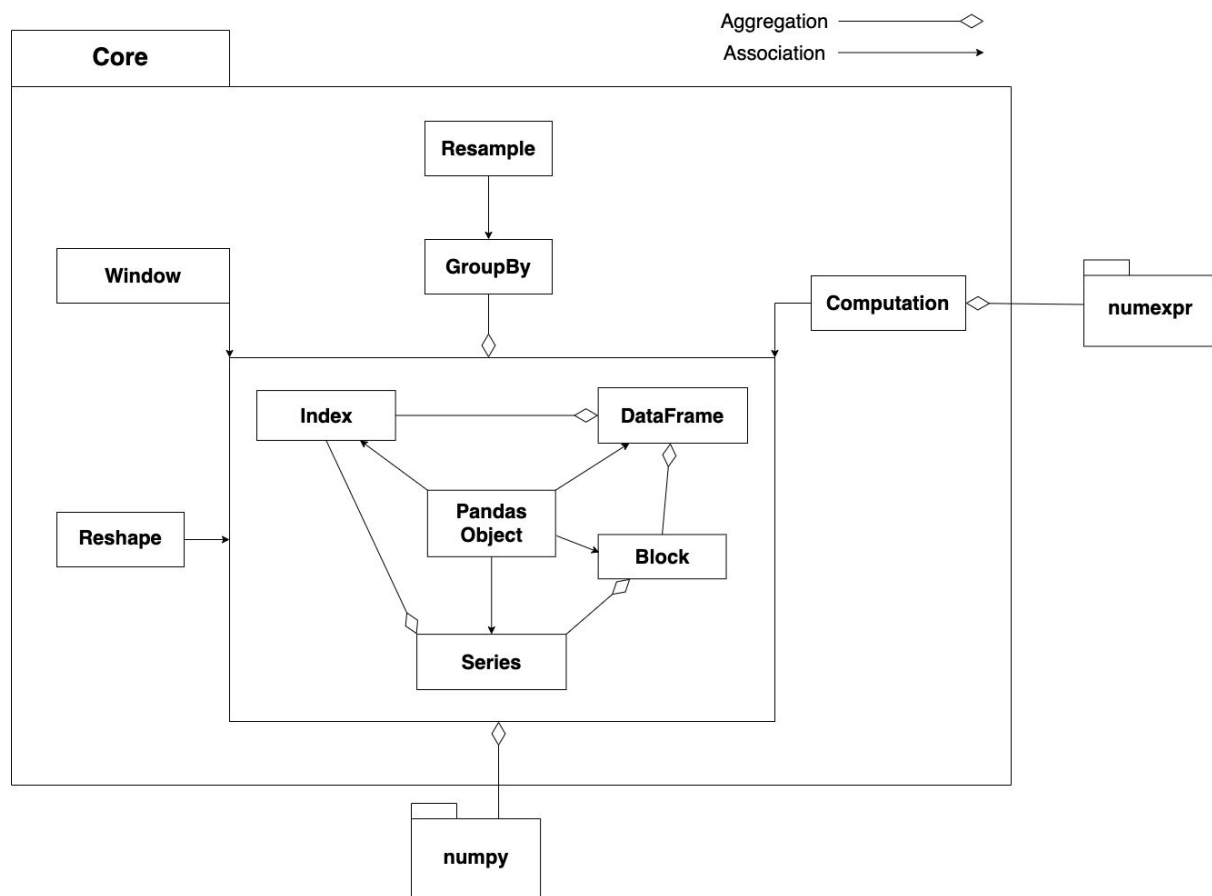 Aggregation
Association
Core
Resample
GroupBy
Window
Computation
numexpr
Index
DataFrame
Pandas
Object
Block
Reshape
Series
numpy